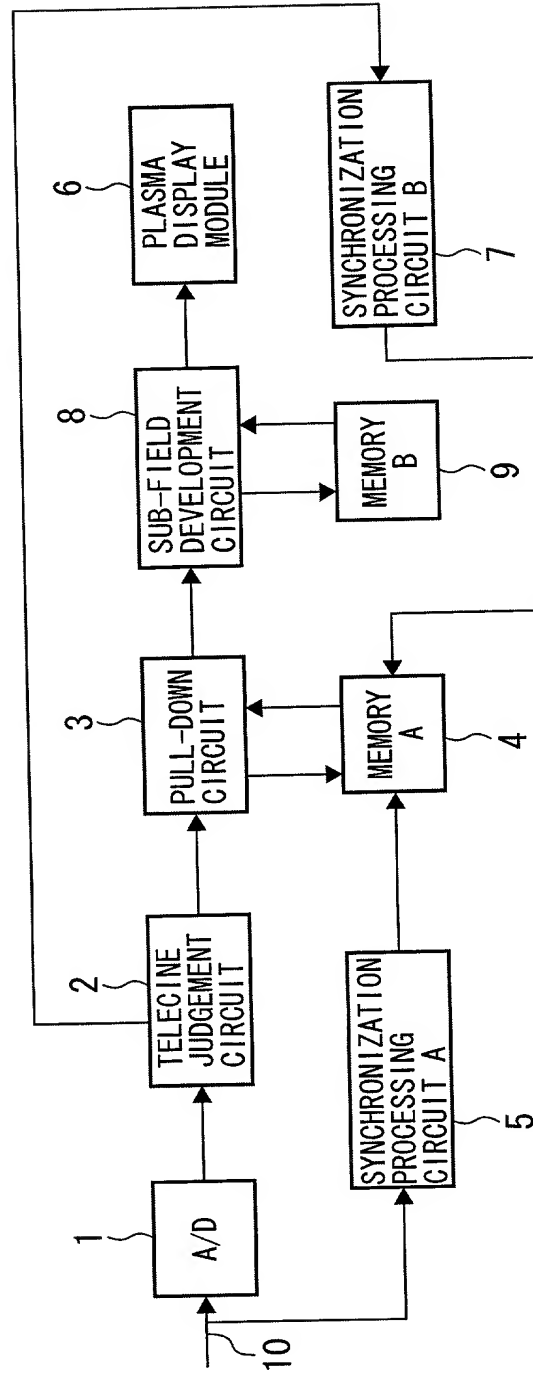 10
1
A/D
2
TELECINE
JUDGEMENT
CIRCUIT
3
PULL-DOWN
CIRCUIT
8
SUB-FIELD
DEVELOPMENT
CIRCUIT
6
PLASMA
DISPLAY
MODULE
5
SYNCHRONIZATION
PROCESSING
CIRCUIT A
MEMORY
A
4
MEMORY
B
9
SYNCHRONIZATION
PROCESSING
CIRCUIT B
7